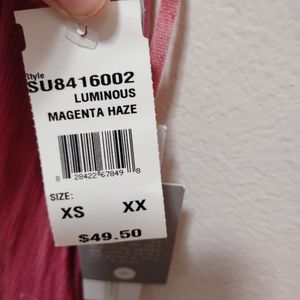 Style
SU8416002
LUMINOUS
MAGENTA HAZE
8 28422 67849 8
SIZE:
XS XX
$49.50